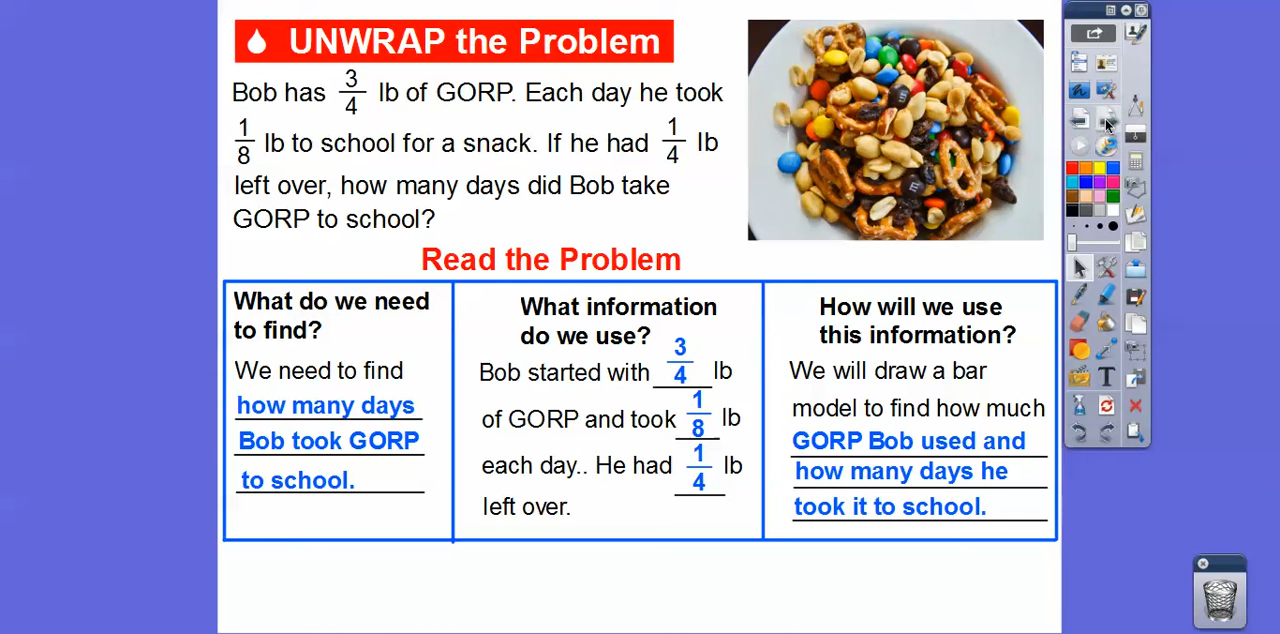 UNWRAP the Problem
Bob has 3/4 lb of GORP. Each day he took
1/8 lb to school for a snack. If he had 1/4 lb
left over, how many days did Bob take
GORP to school?
Read the Problem
What do we need
to find?
We need to find
how many days
Bob took GORP
to school.
What information
do we use?
Bob started with 3/4 lb
of GORP and took 1/8 lb
each day.. He had 1/4 lb
left over.
How will we use
this information?
We will draw a bar
model to find how much
GORP Bob used and
how many days he
took it to school.